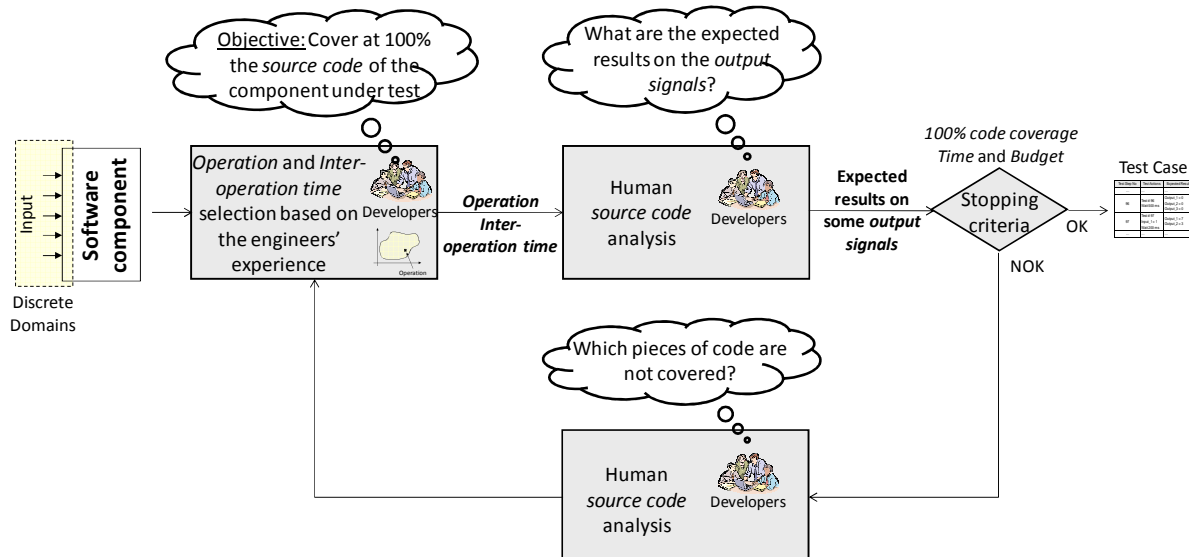 Objective: Cover at 100%
the source code of the
component under test
What are the expected
results on the output
signals?
Input
Software
component
Discrete
Domains
Operation and Inter-
operation time
selection based on
the engineers'
experience
Developers
Operation
Operation
Inter-
operation time
Human
source code
analysis
Developers
Expected
results on
some output
signals
100% code coverage
Time and Budget
Stopping
criteria
OK
NOK
Test Case
Which pieces of code are
not covered?
Human
source code
analysis
Developers